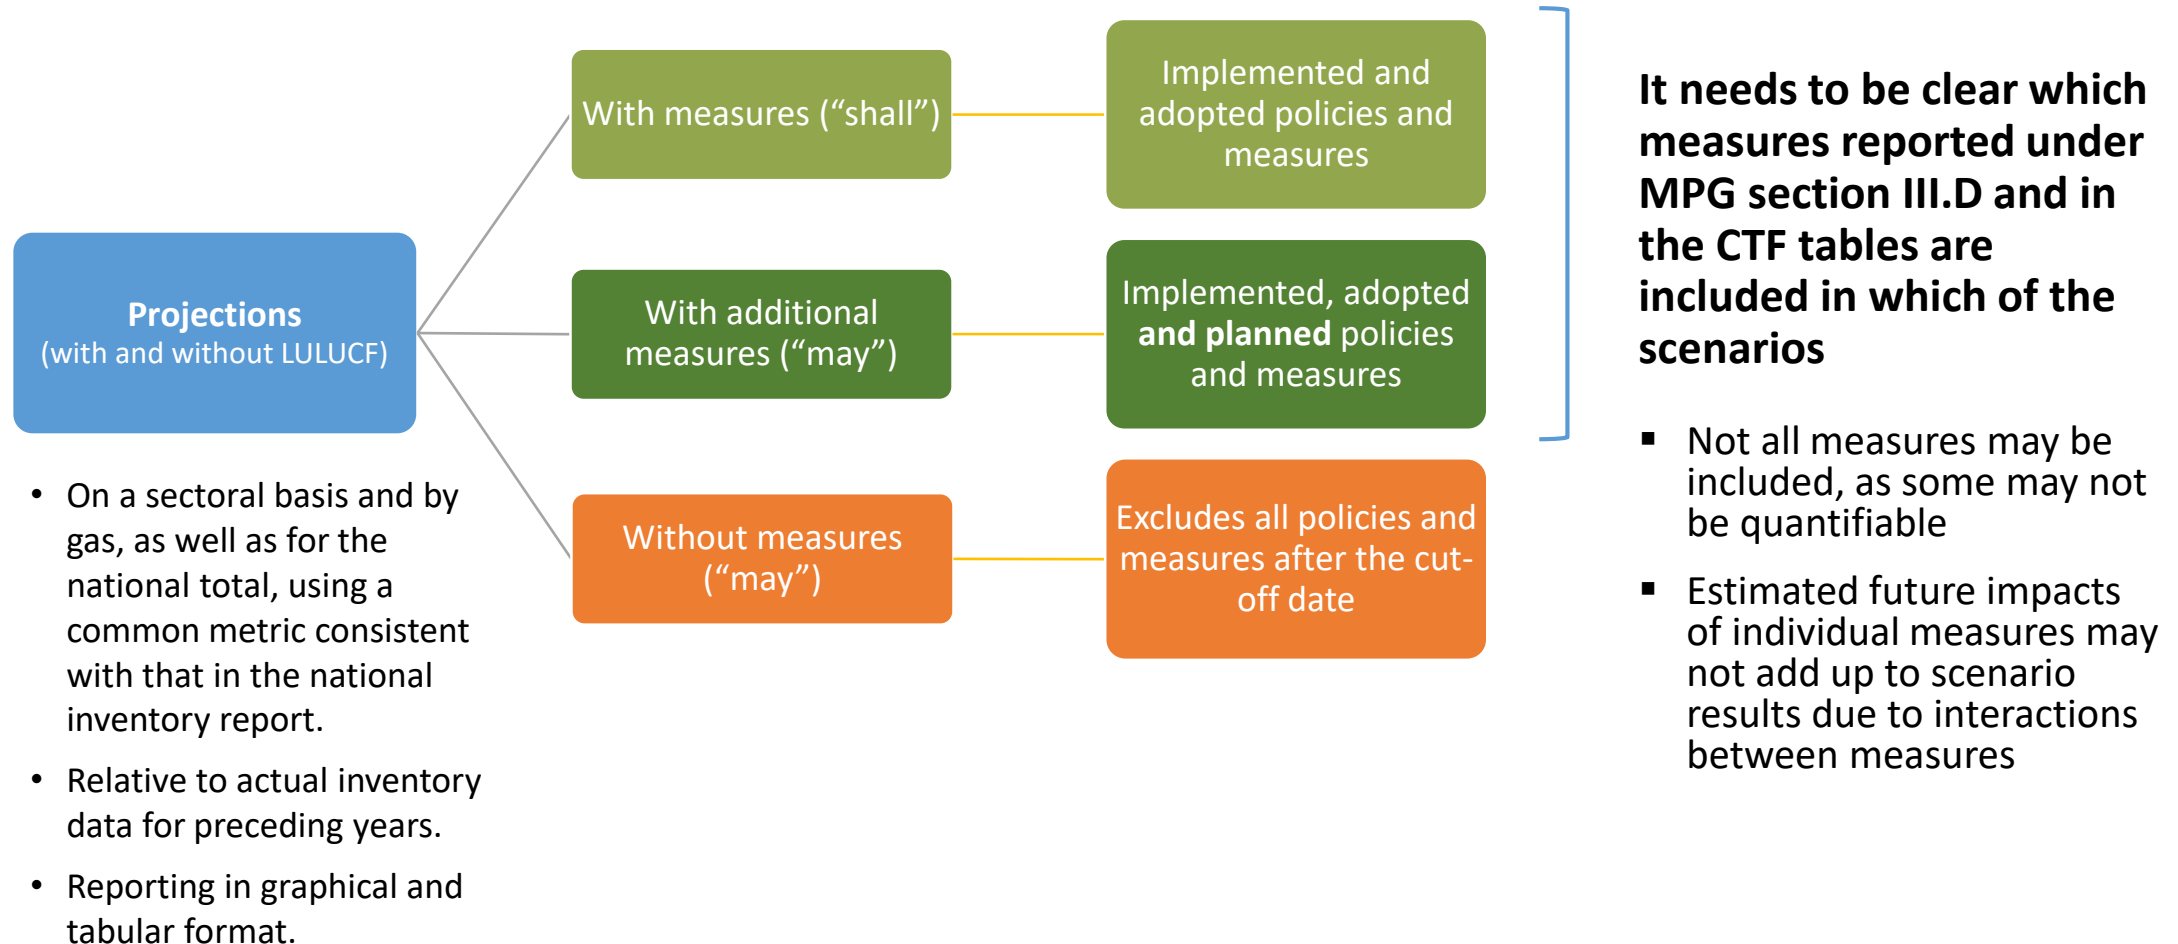 Projections
(with and without LULUCF)
• On a sectoral basis and by
gas, as well as for the
national total, using a
common metric consistent
with that in the national
inventory report.
• Relative to actual inventory
data for preceding years.
• Reporting in graphical and
tabular format.
With measures (“shall”)
Implemented and
adopted policies and
measures
With additional
measures (“may”)
Implemented, adopted
and planned policies
and measures
Without measures
(“may”)
Excludes all policies and
measures after the cut-
off date
It needs to be clear which
measures reported under
MPG section III.D and in
the CTF tables are
included in which of the
scenarios
▪ Not all measures may be
included, as some may not
be quantifiable
▪ Estimated future impacts
of individual measures may
not add up to scenario
results due to interactions
between measures